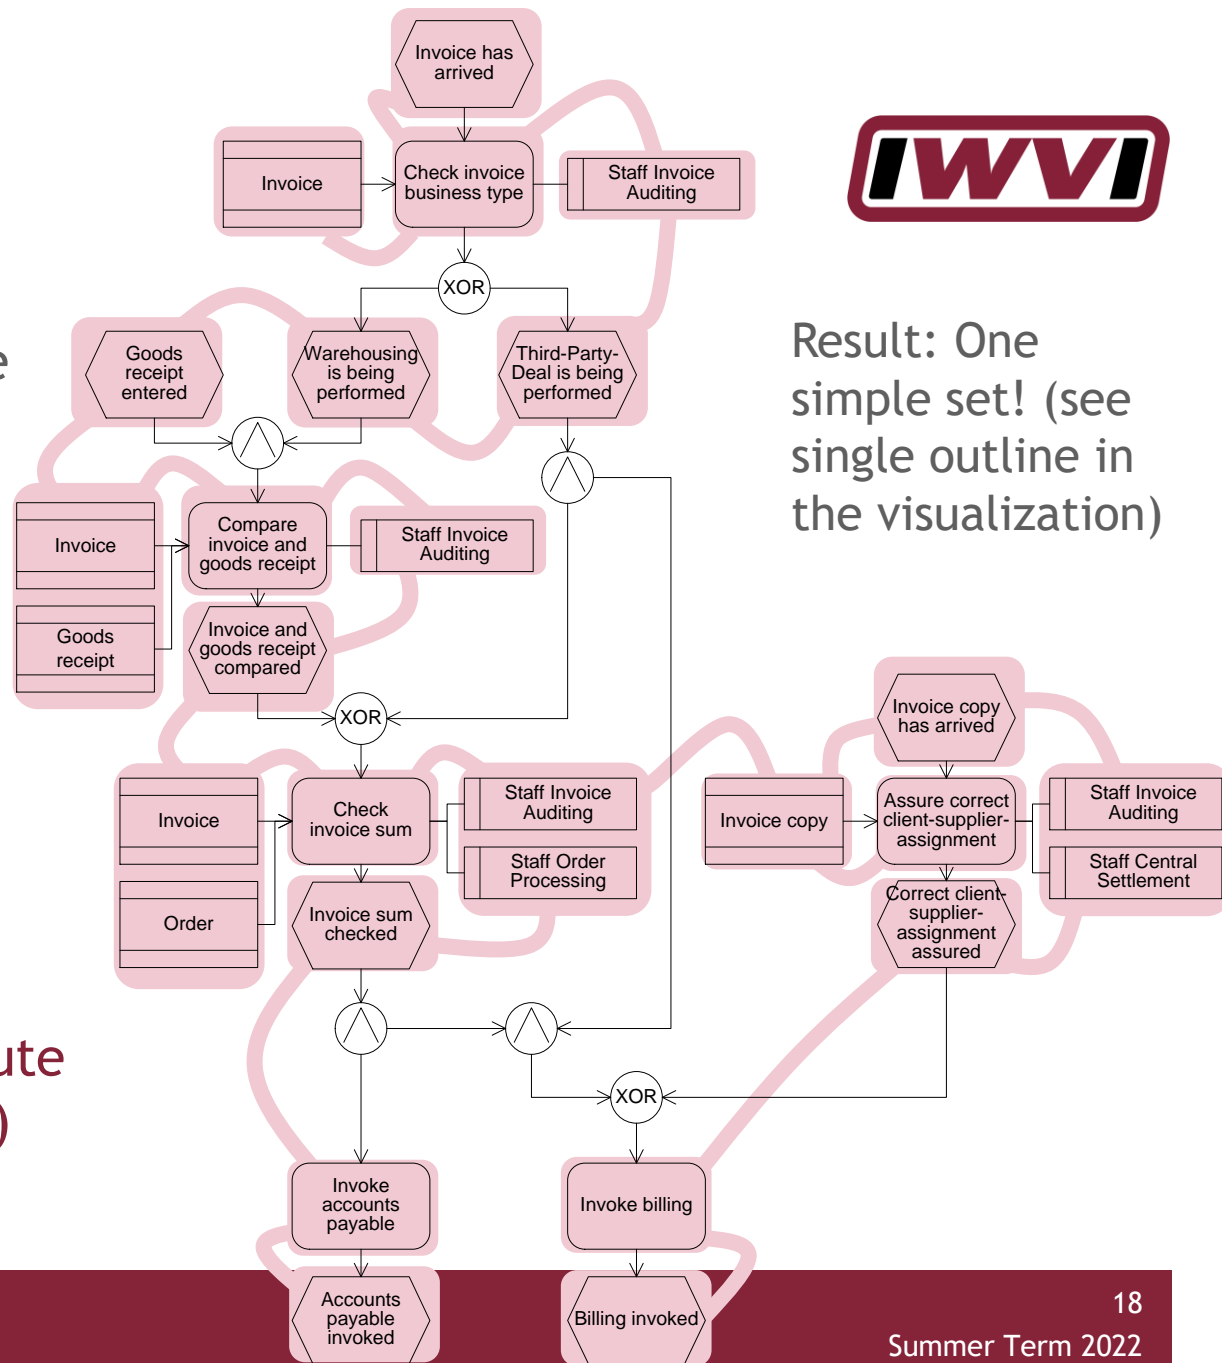 Invoice has
arrived
Invoice
Check invoice
business type
Staff Invoice
Auditing
IWVI
XOR
Goods
receipt
entered
Warehousing
is being
performed
Third-Party-
Deal is being
performed
Result: One
simple set! (see
single outline in
the visualization)
e
Invoice
Compare
invoice and
goods receipt
Staff Invoice
Auditing
Goods
receipt
Invoice and
goods receipt
compared
XOR
Invoice copy
has arrived
Invoice
Check
invoice sum
Staff Invoice
Auditing
Staff Order
Processing
Invoice copy
Assure correct
client-supplier-
assignment
Staff Invoice
Auditing
Staff Central
Settlement
Order
Invoice sum
checked
Correct client-
supplier-
assignment
assured
ute
)
XOR
Invoke
accounts
payable
Invoke billing
Accounts
payable
invoked
Billing invoked
18
Summer Term 2022